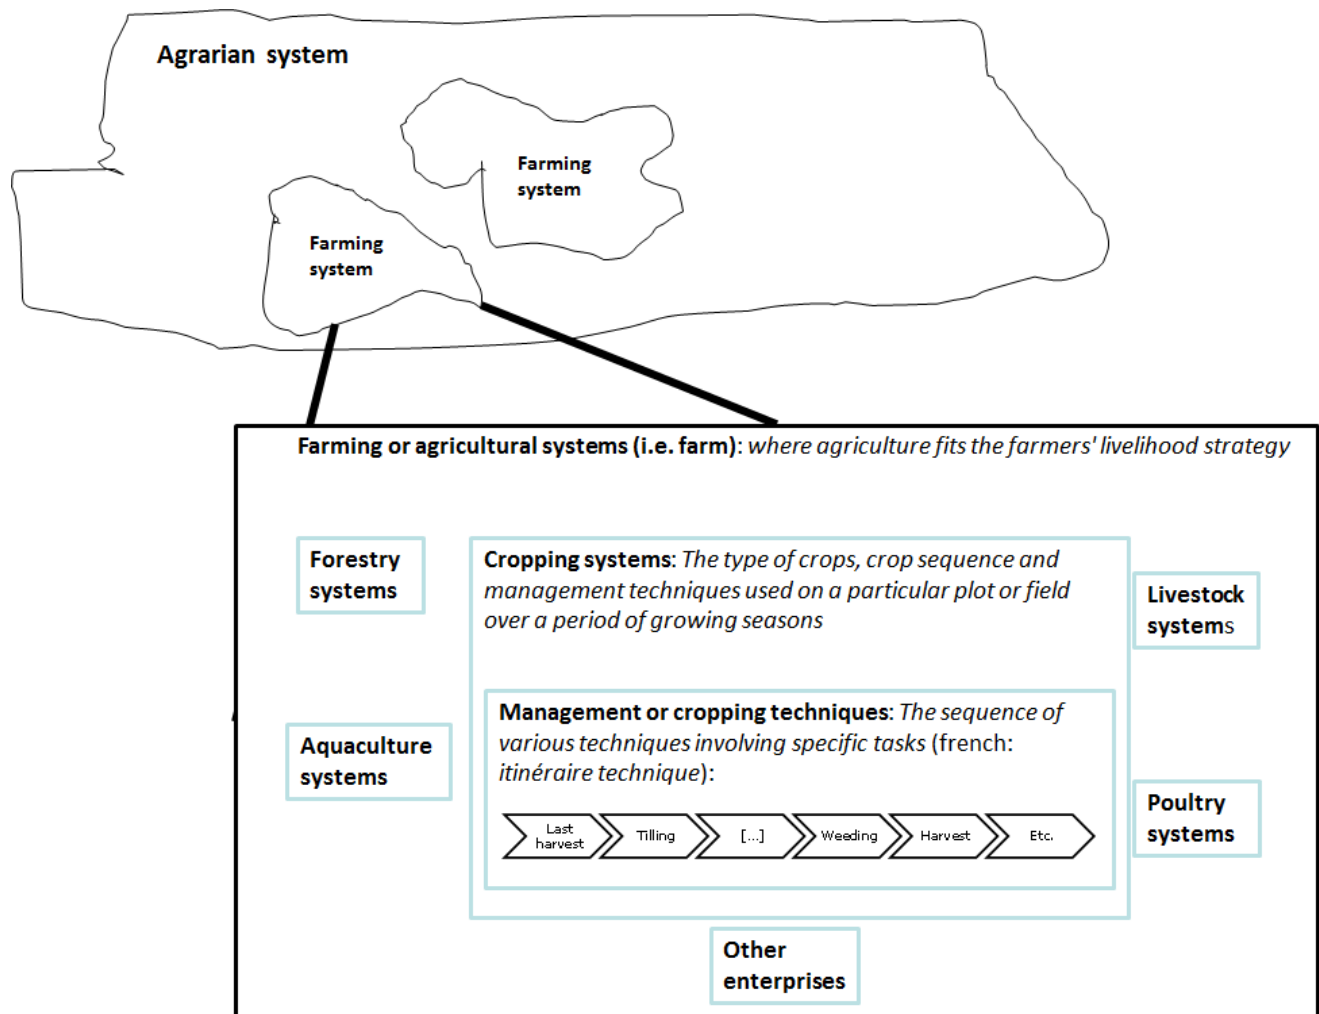 Agrarian system
Farming
system
Farming
system
Farming or agricultural systems (i.e. farm): where agriculture fits the farmers' livelihood strategy
Forestry
systems
Cropping systems: The type of crops, crop sequence and
management techniques used on a particular plot or field
over a period of growing seasons
Livestock
systems
Management or cropping techniques: The sequence of
various techniques involving specific tasks (french:
itinéraire technique):
Aquaculture
systems
Last
harvest
Tilling
[...]
Weeding
Harvest
Etc.
Poultry
systems
Other
enterprises